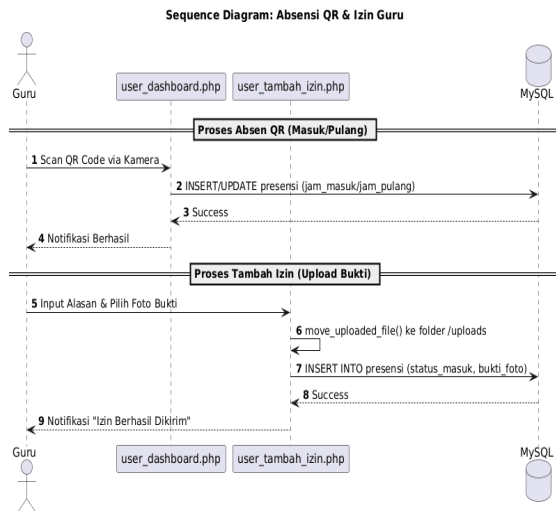 Sequence Diagram: Absensi QR & Izin Guru
Guru
user_dashboard.php
user_tambah_izin.php
MySQL
Proses Absen QR (Masuk/Pulang)
1 Scan QR Code via Kamera
2 INSERT/UPDATE presensi (jam_masuk/jam_pulang)
3 Success
4 Notifikasi Berhasil
Proses Tambah Izin (Upload Bukti)
5 Input Alasan & Pilih Foto Bukti
6 move_uploaded_file() ke folder /uploads
7 INSERT INTO presensi (status_masuk, bukti_foto)
8 Success
9 Notifikasi "Izin Berhasil Dikirim"
Guru
user_dashboard.php
user_tambah_izin.php
MySQL